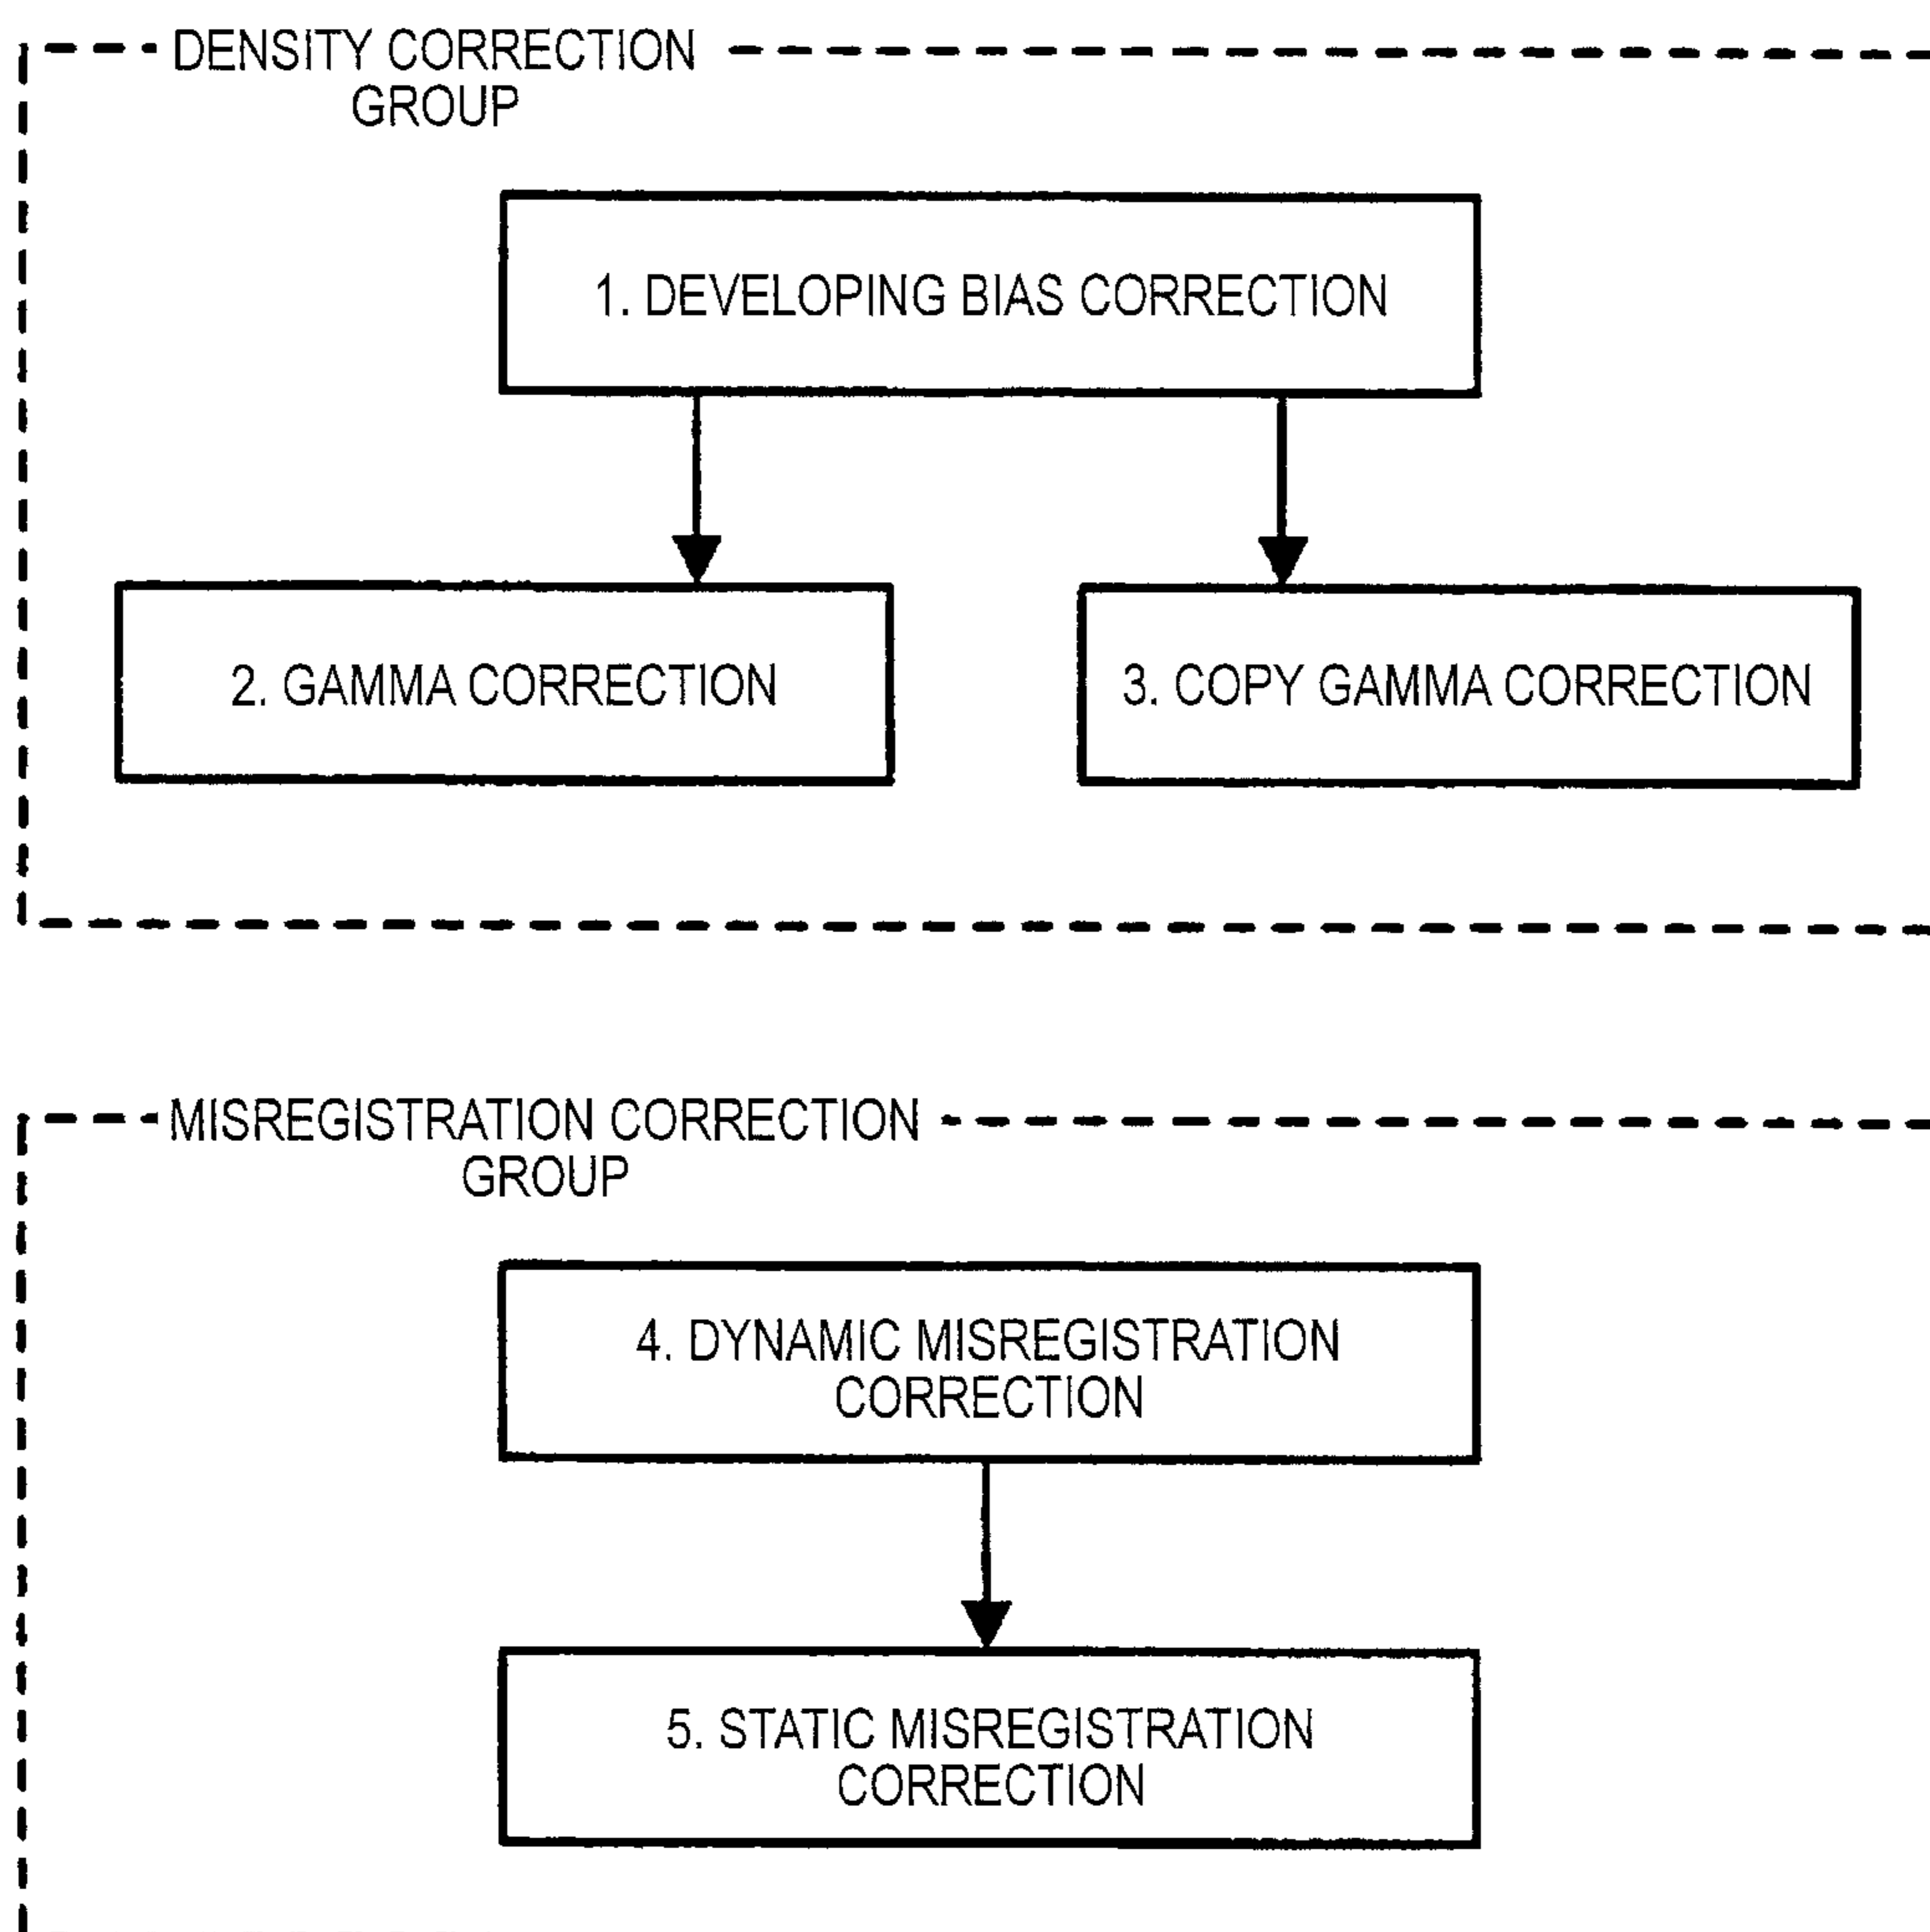 DENSITY CORRECTION
GROUP
1. DEVELOPING BIAS CORRECTION
2. GAMMA CORRECTION
3. COPY GAMMA CORRECTION
MISREGISTRATION CORRECTION
GROUP
4. DYNAMIC MISREGISTRATION
CORRECTION
5. STATIC MISREGISTRATION
CORRECTION